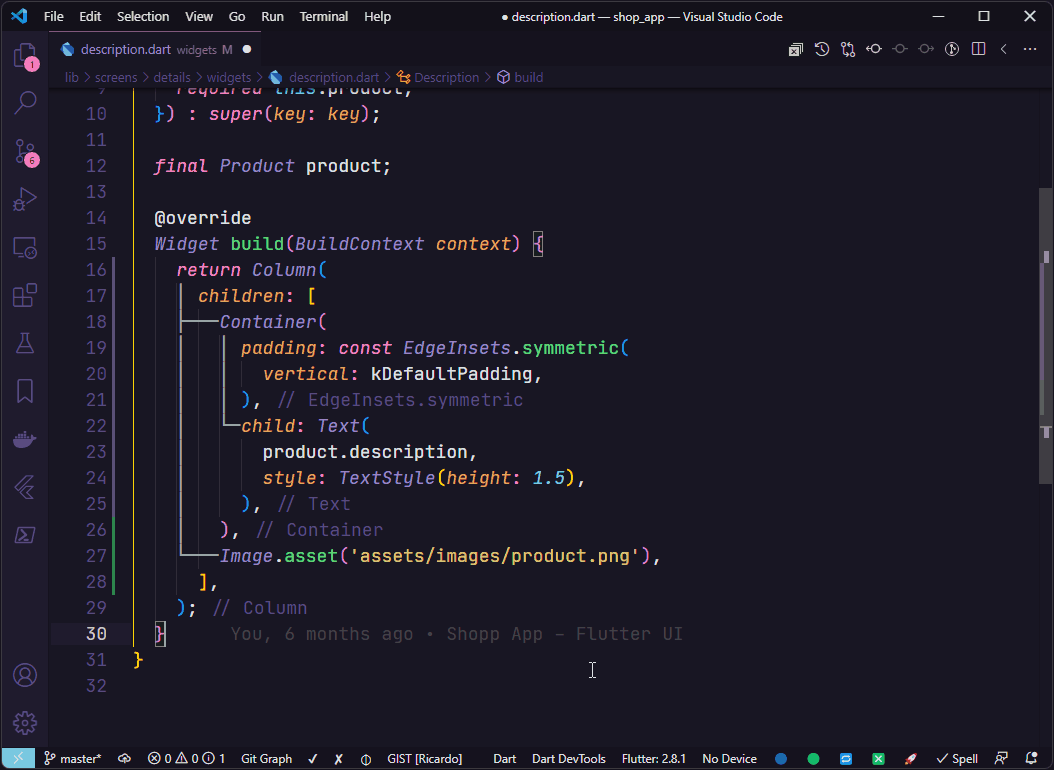 File Edit Selection View Go Run Terminal Help
● description.dart — shop_app — Visual Studio Code
description.dart widgets M ●
lib > screens > details > widgets > description.dart > Description > build
1
6
9 required this.product,
10 }) : super(key: key);
11
12 final Product product;
13
14 @override
15 Widget build(BuildContext context) {
16 return Column(
17 children: [
18 Container(
19 padding: const EdgeInsets.symmetric(
20 vertical: kDefaultPadding,
21 ), // EdgeInsets.symmetric
22 child: Text(
23 product.description,
24 style: TextStyle(height: 1.5),
25 ), // Text
26 ), // Container
27 Image.asset('assets/images/product.png'),
28 ],
29 ); // Column
30 } You, 6 months ago • Shopp App – Flutter UI
31 }
32
master* 0 0 1 Git Graph ✓ ✗ GIST [Ricardo] Dart Dart DevTools Flutter: 2.8.1 No Device ✓ Spell